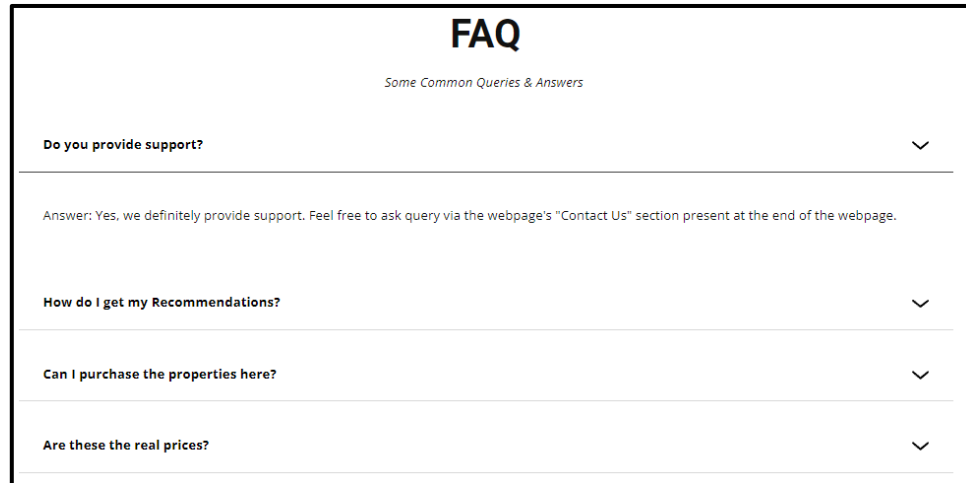 FAQ
Some Common Queries & Answers
Do you provide support?
Answer: Yes, we definitely provide support. Feel free to ask query via the webpage's "Contact Us" section present at the end of the webpage.
How do I get my Recommendations?
Can I purchase the properties here?
Are these the real prices?